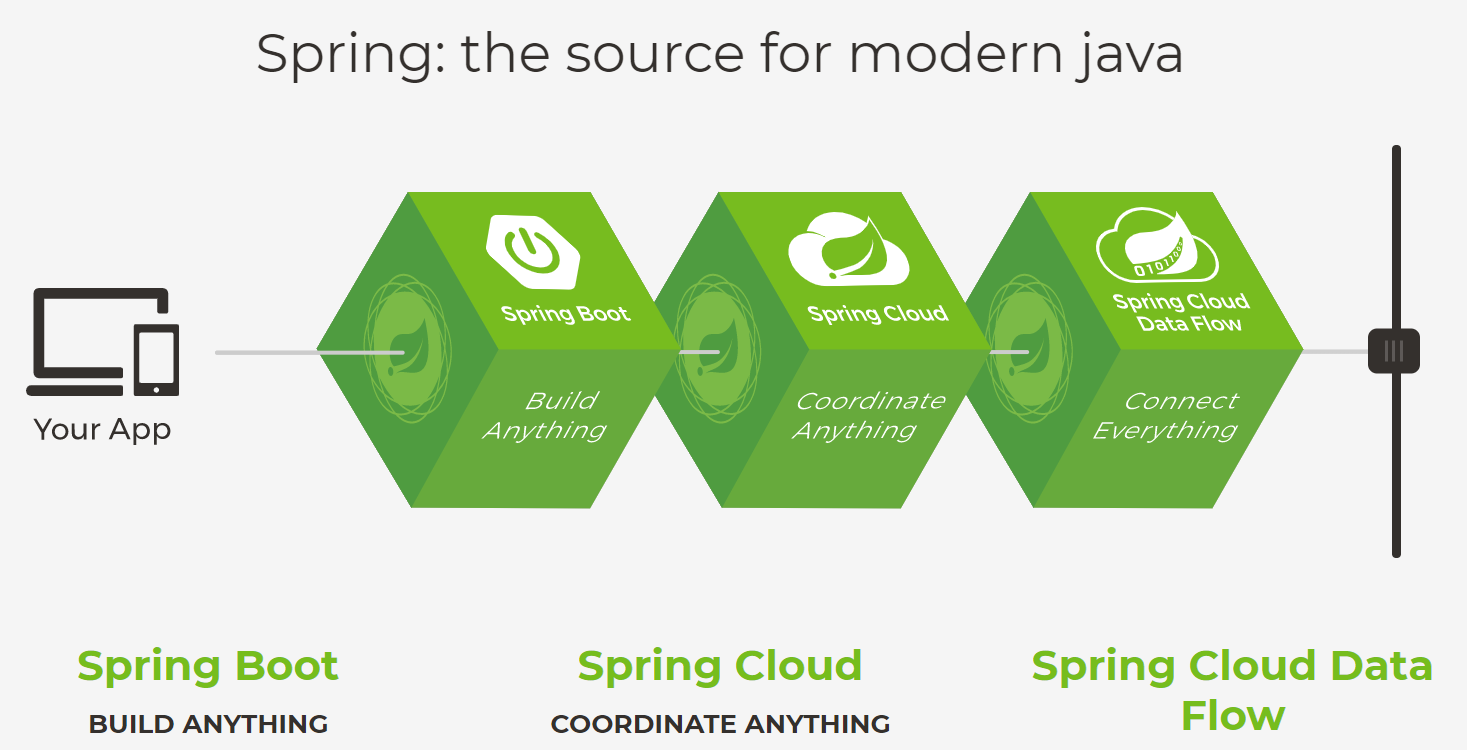 Spring: the source for modern java
Spring Boot
Spring Cloud
Spring Cloud
Data Flow
0101100
Build
Anything
Coordinate
Anything
Connect
Everything
Your App
Spring Boot
Spring Cloud
Spring Cloud Data
Flow
BUILD ANYTHING
COORDINATE ANYTHING